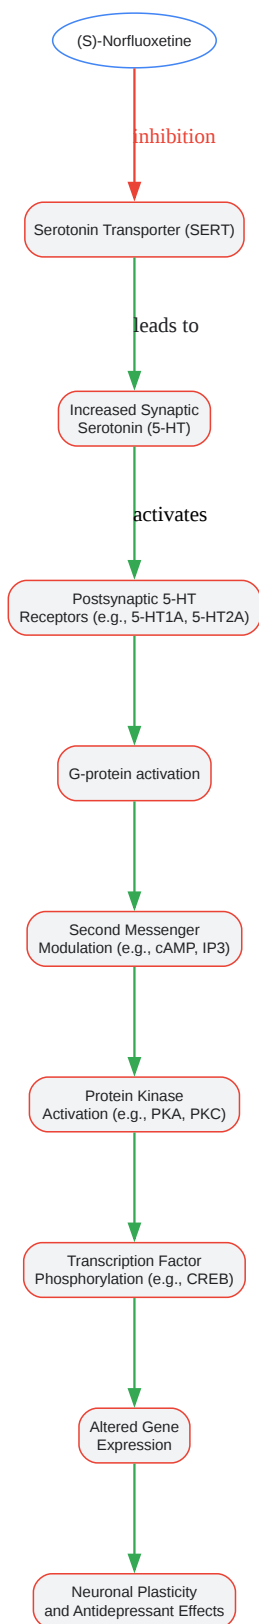 (S)-Norfluoxetine
inhibition
Serotonin Transporter (SERT)
leads to
Increased Synaptic
Serotonin (5-HT)
activates
Postsynaptic 5-HT
Receptors (e.g., 5-HT1A, 5-HT2A)
G-protein activation
Second Messenger
Modulation (e.g., cAMP, IP3)
Protein Kinase
Activation (e.g., PKA, PKC)
Transcription Factor
Phosphorylation (e.g., CREB)
Altered Gene
Expression
Neuronal Plasticity
and Antidepressant Effects